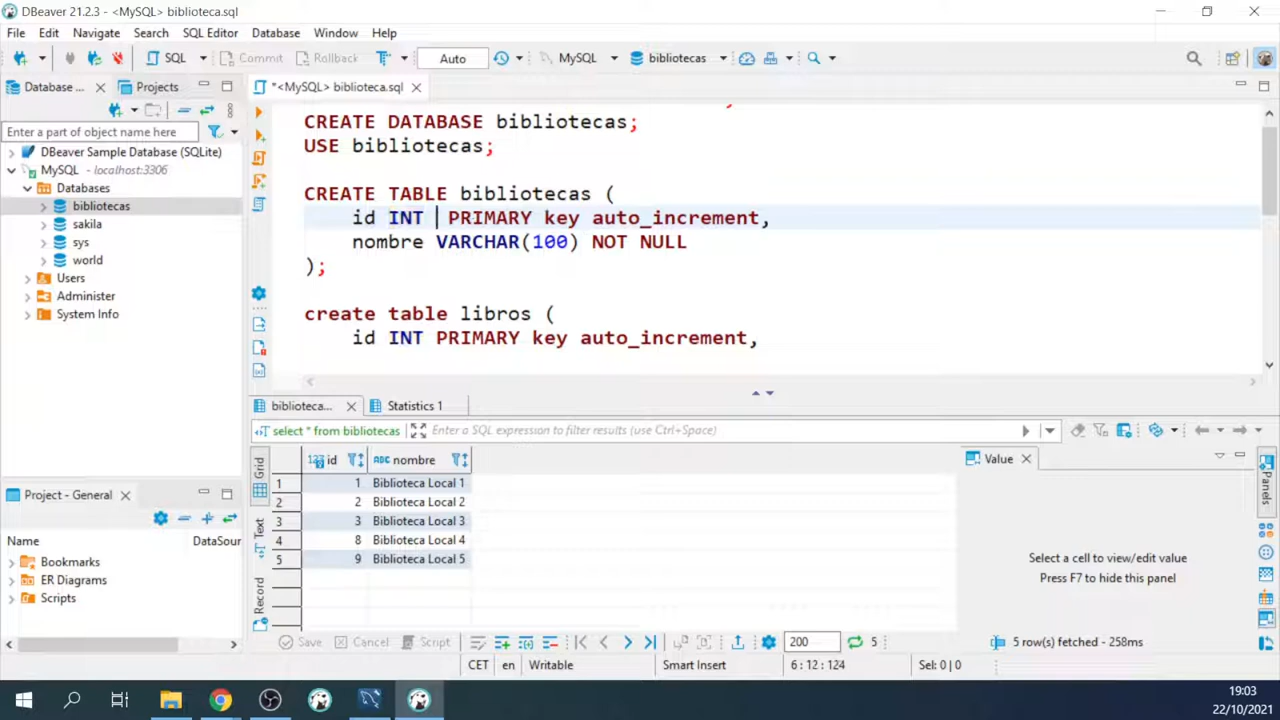 DBeaver 21.2.3 - <MySQL> biblioteca.sql
File Edit Navigate Search SQL Editor Database Window Help
SQL Commit Rollback Auto MySQL bibliotecas
Database ... Projects
*<MySQL> biblioteca.sql
Enter a part of object name here
DBeaver Sample Database (SQLite)
MySQL - localhost:3306
Databases
bibliotecas
sakila
sys
world
Users
Administer
System Info
CREATE DATABASE bibliotecas;
USE bibliotecas;
CREATE TABLE bibliotecas (
id INT PRIMARY key auto_increment,
nombre VARCHAR(100) NOT NULL
);
create table libros (
id INT PRIMARY key auto_increment,
biblioteca... Statistics 1
select * from bibliotecas Enter a SQL expression to filter results (use Ctrl+Space)
Grid
Text
Record
123 id ABC nombre
1 1 Biblioteca Local 1
2 2 Biblioteca Local 2
3 3 Biblioteca Local 3
4 8 Biblioteca Local 4
5 9 Biblioteca Local 5
Value
Select a cell to view/edit value
Press F7 to hide this panel
Panels
Project - General
Name DataSour
Bookmarks
ER Diagrams
Scripts
Save Cancel Script 200 5 5 row(s) fetched - 258ms
CET en Writable Smart Insert 6 : 12 : 124 Sel: 0 | 0
19:03
22/10/2021